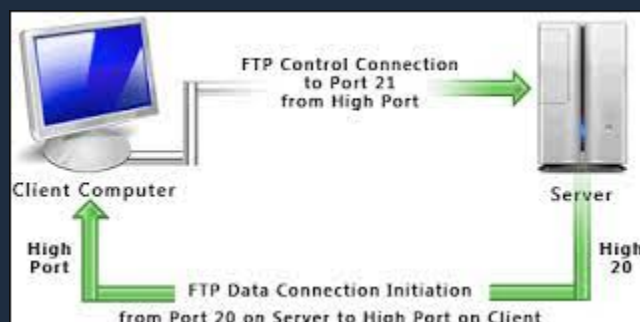 FTP Control Connection
to Port 21
from High Port
Client Computer
Server
High
Port
High
20
FTP Data Connection Initiation
from Port 20 on Server to High Port on Client